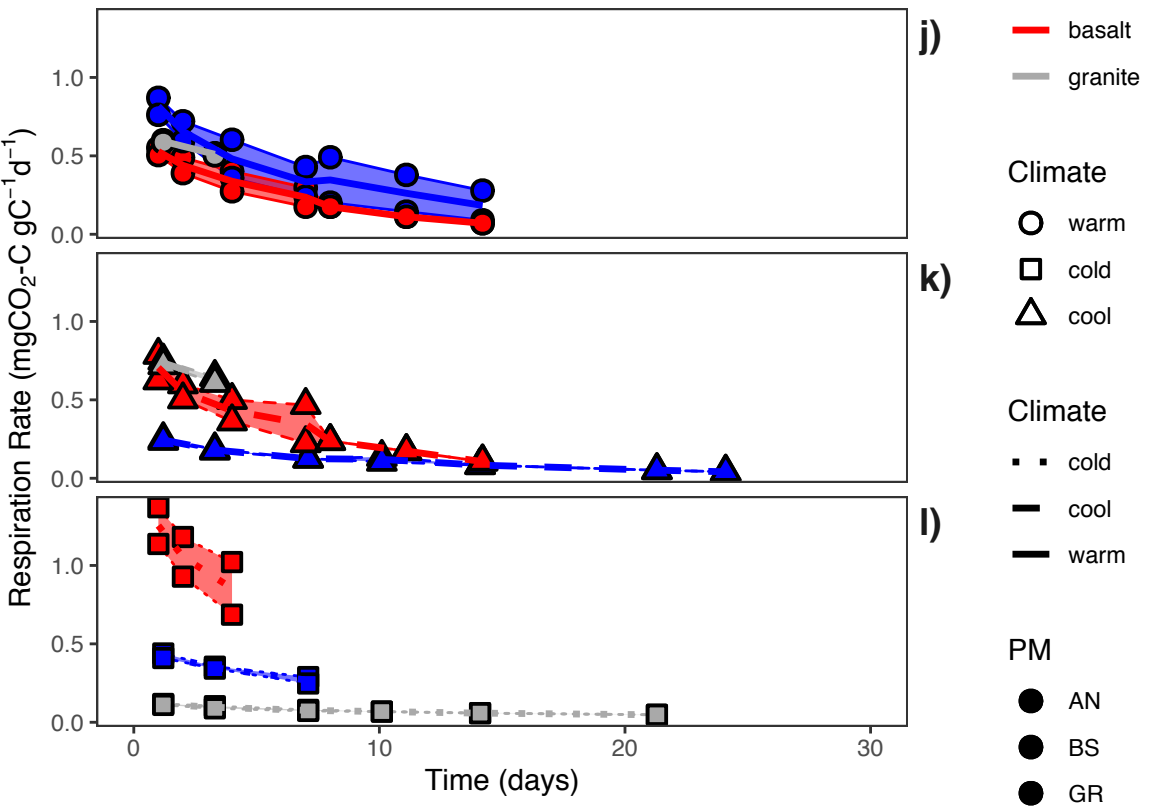 Respiration Rate (mgCO₂-C gC⁻¹d⁻¹)
1.0
0.5
0.0
j)
1.0
0.5
0.0
k)
1.0
0.5
0.0
l)
0
10
20
30
Time (days)
basalt
granite
Climate
warm
cold
cool
Climate
cold
cool
warm
PM
AN
BS
GR